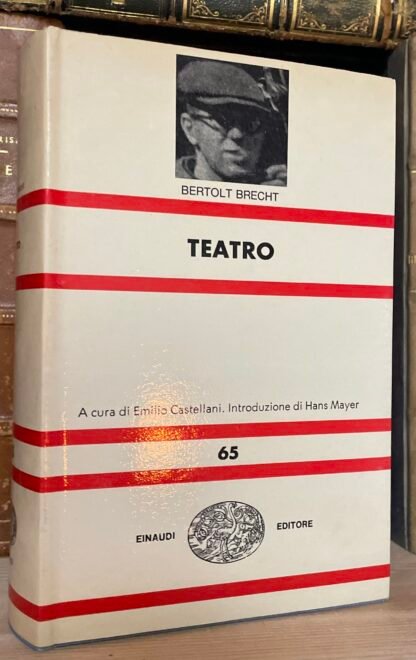 BERTOLT BRECHT
TEATRO
A cura di Emilio Castellani. Introduzione di Hans Mayer
65
EINAUDI
EDITORE